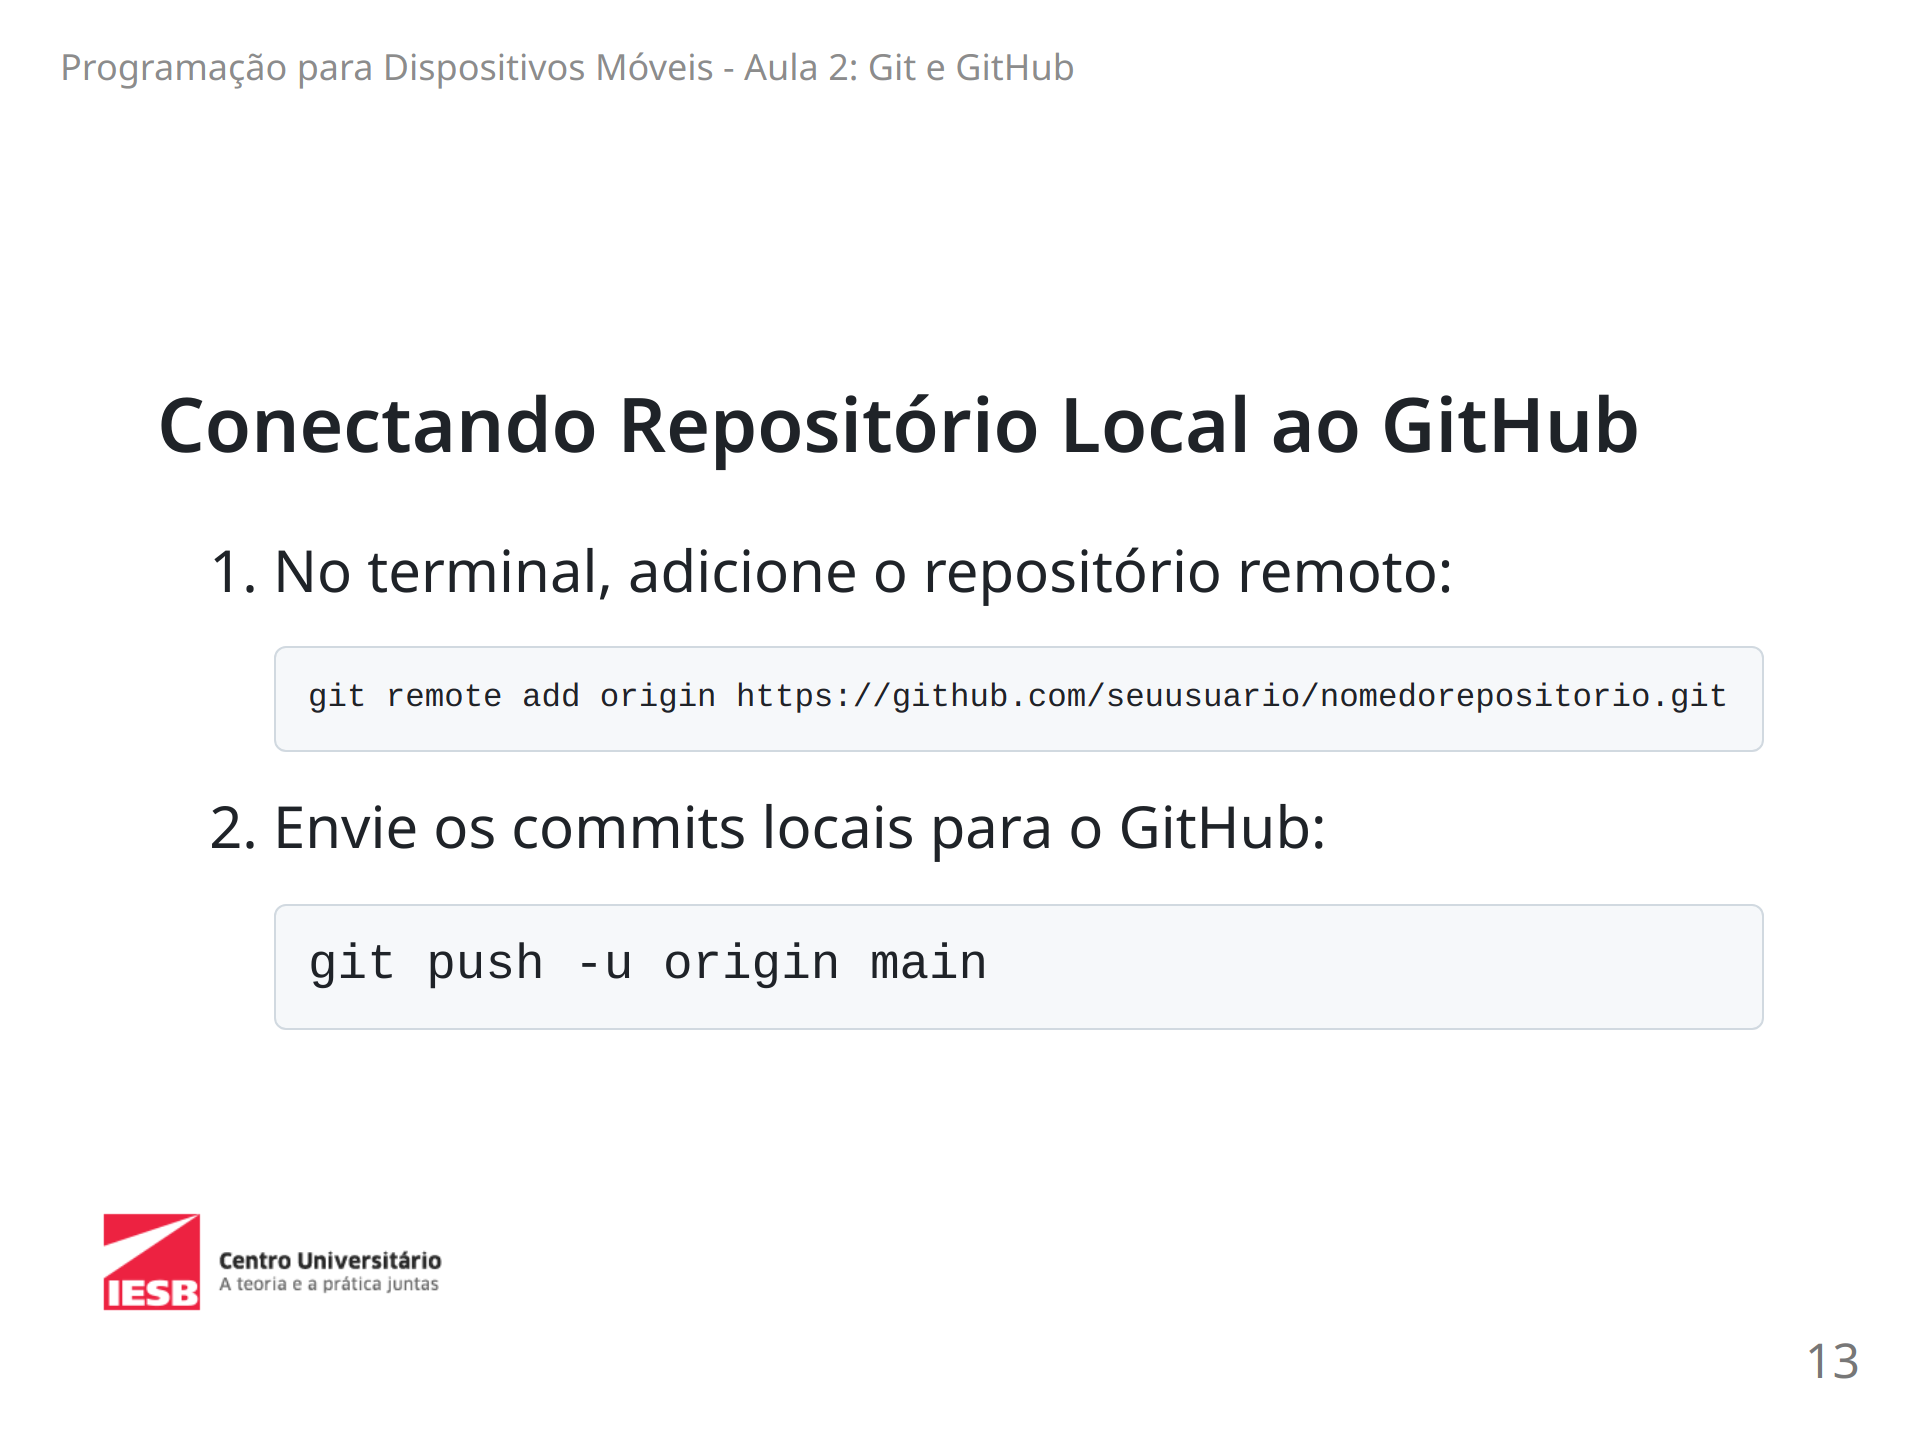 Programação para Dispositivos Móveis - Aula 2: Git e GitHub
Conectando Repositório Local ao GitHub
1. No terminal, adicione o repositório remoto:
git remote add origin https://github.com/seuusuario/nomedorepositorio.git
2. Envie os commits locais para o GitHub:
git push -u origin main
IESB
Centro Universitário
A teoria e a prática juntas
13